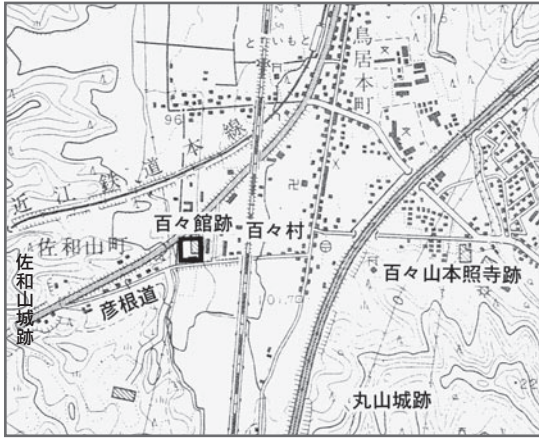 とりいもと
鳥居本町
96
近江鉄道本線
百々館跡
百々村
佐和山町
佐和山城跡
彦根道
百々山本照寺跡
丸山城跡